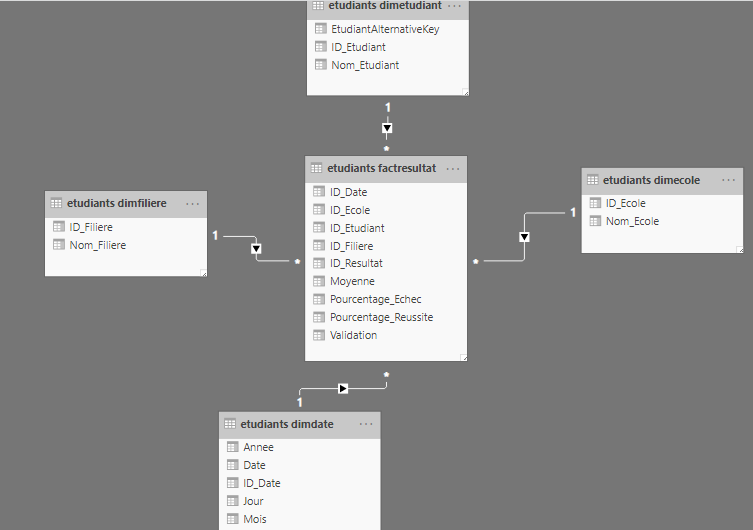 etudiants dimetudiant
EtudiantAlternativeKey
ID_Etudiant
Nom_Etudiant
1
*
etudiants factresultat
ID_Date
ID_Ecole
ID_Etudiant
ID_Filiere
ID_Resultat
Moyenne
Pourcentage_Echec
Pourcentage_Reussite
Validation
etudiants dimfiliere
ID_Filiere
Nom_Filiere
1
*
etudiants dimecole
ID_Ecole
Nom_Ecole
1
*
*
1
etudiants dimdate
Annee
Date
ID_Date
Jour
Mois